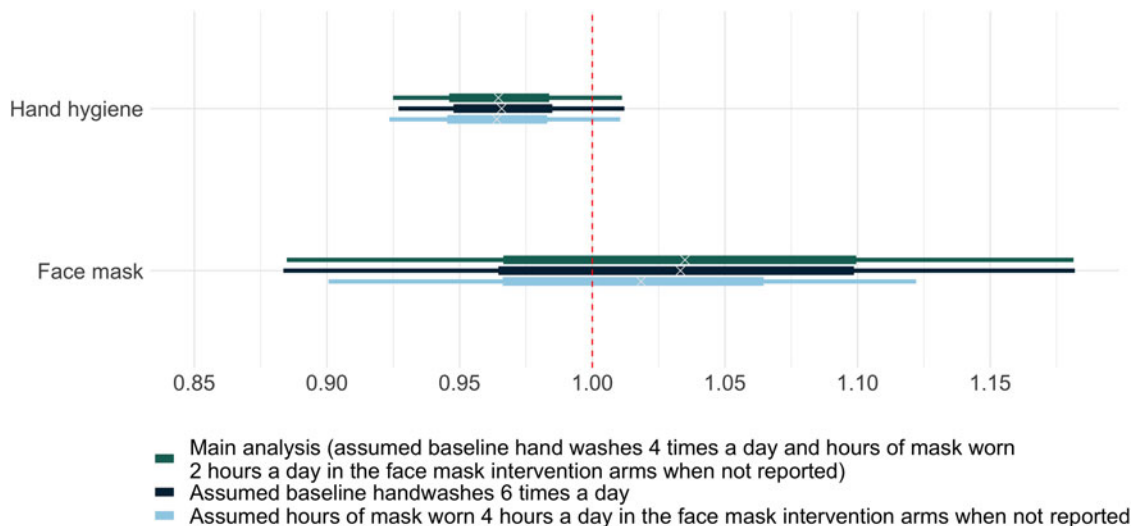 Hand hygiene
Face mask
0.85 0.90 0.95 1.00 1.05 1.10 1.15
Main analysis (assumed baseline hand washes 4 times a day and hours of mask worn
2 hours a day in the face mask intervention arms when not reported)
Assumed baseline handwashes 6 times a day
Assumed hours of mask worn 4 hours a day in the face mask intervention arms when not reported